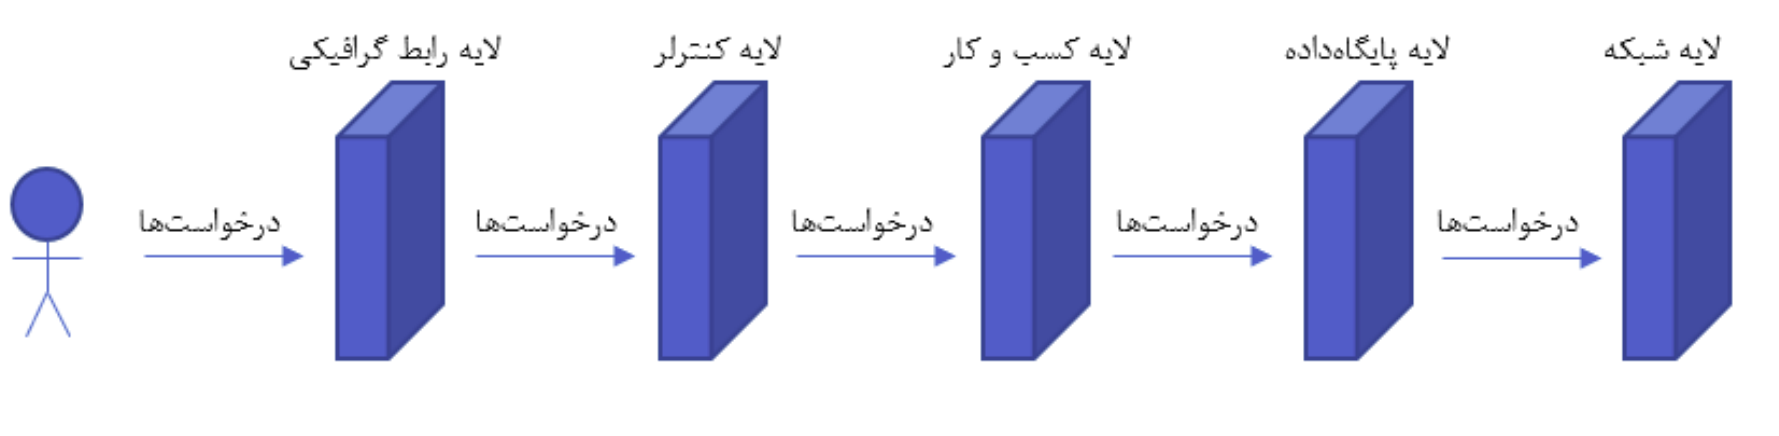 لایه رابط گرافیکی
لایه کنترلر
لایه کسب و کار
لایه پایگاه‌داده
لایه شبکه
درخواست‌ها
درخواست‌ها
درخواست‌ها
درخواست‌ها
درخواست‌ها